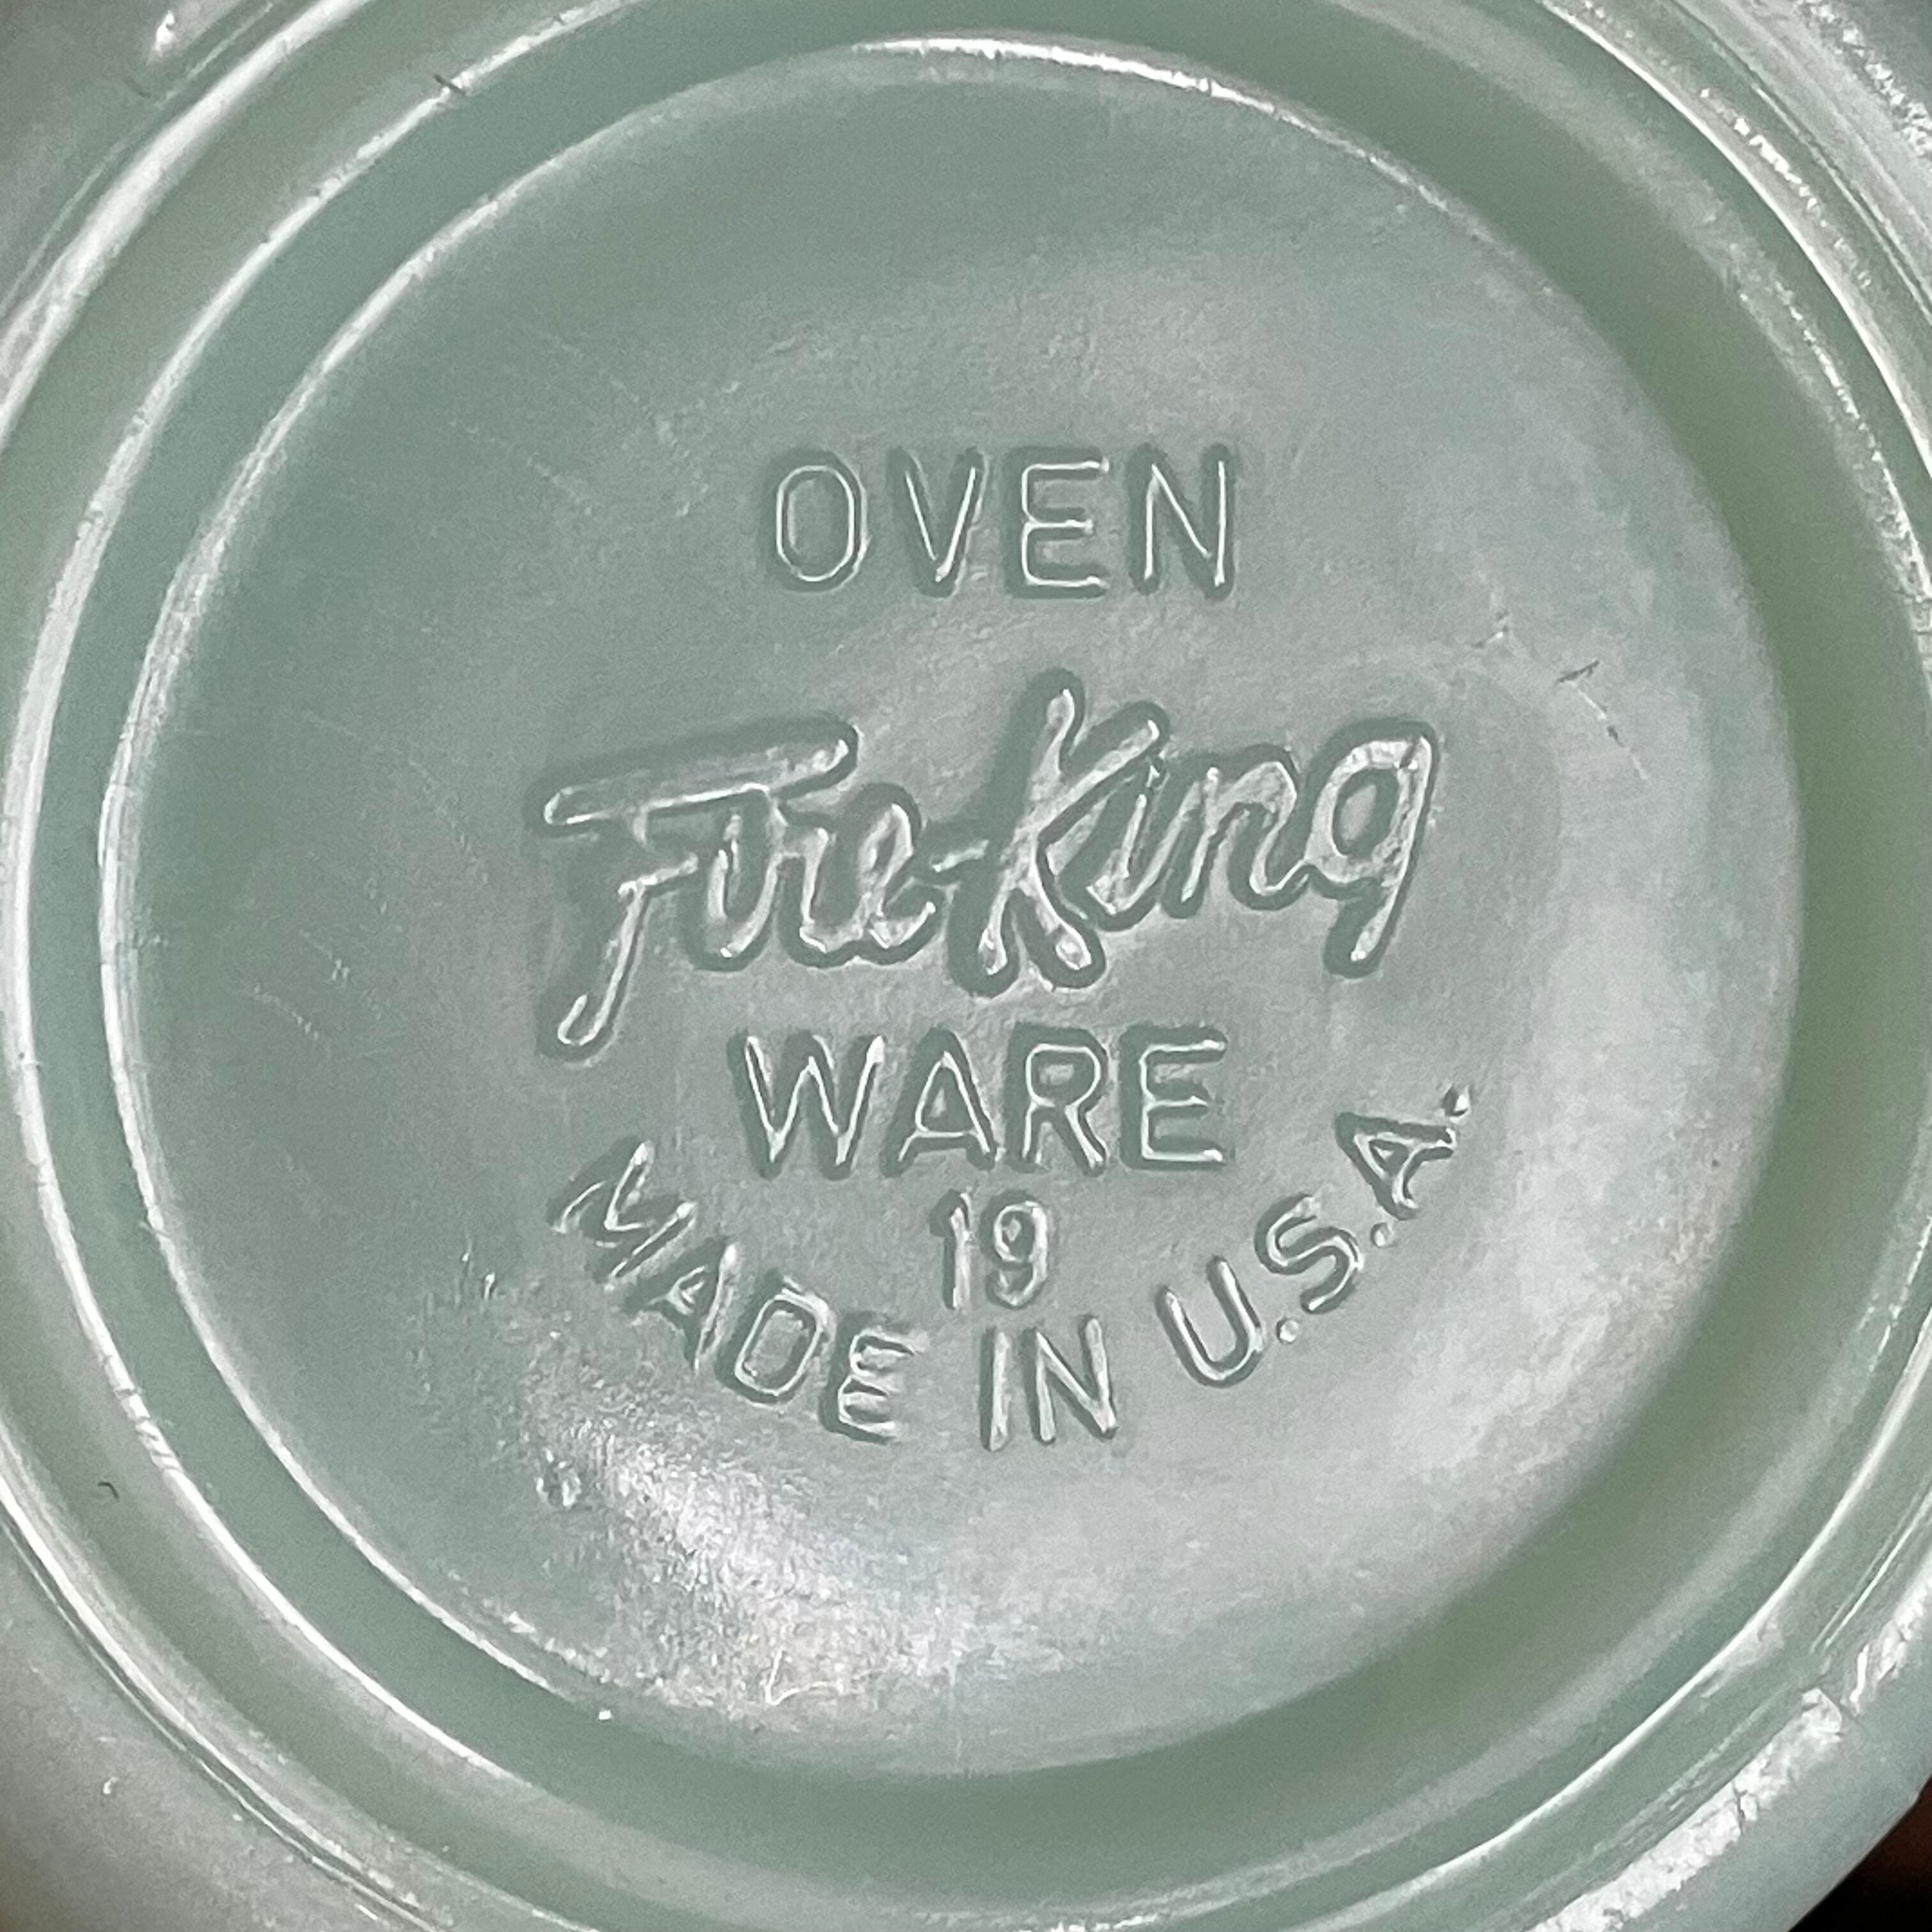 OVEN
Fire-King
WARE
19
MADE IN U.S.A.